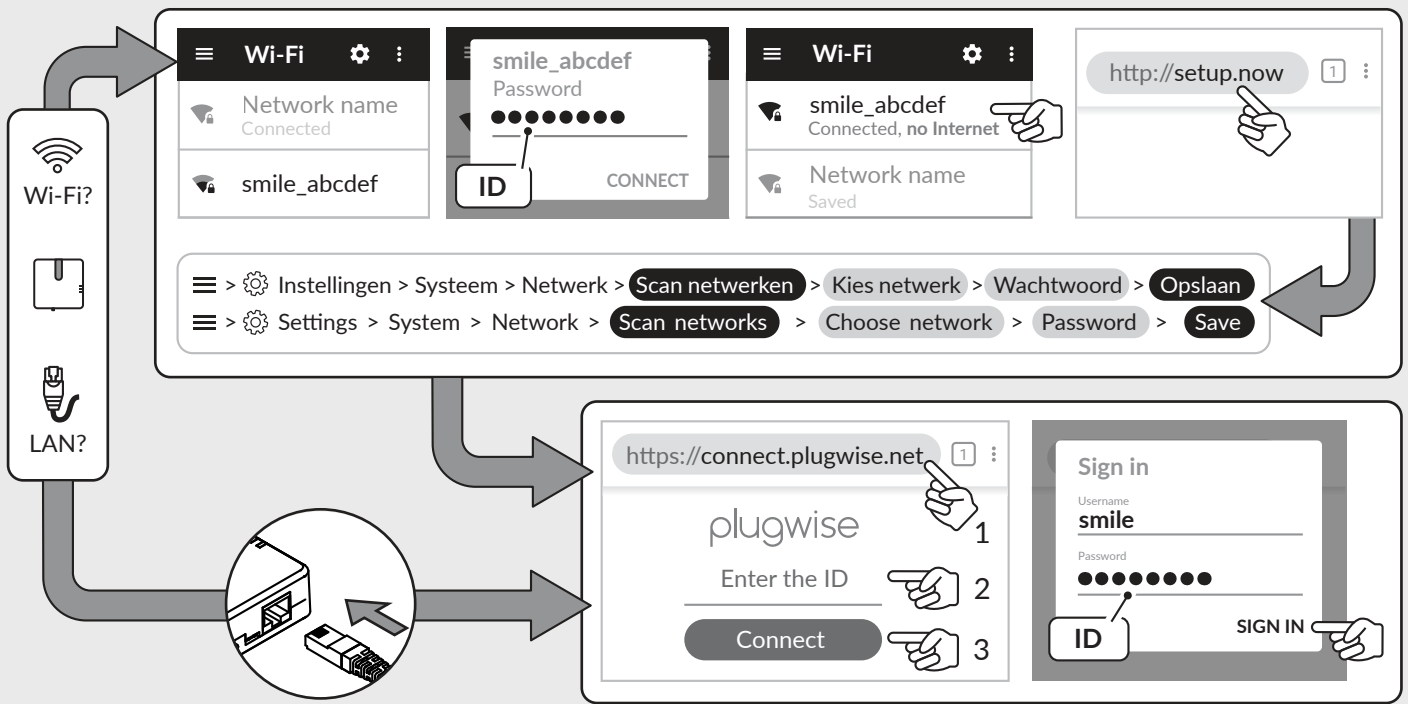 Wi-Fi?
LAN?
Wi-Fi
Network name
Connected
smile_abcdef
smile_abcdef
Password
●●●●●●●●
ID
CONNECT
Wi-Fi
smile_abcdef
Connected, no Internet
Network name
Saved
http://setup.now
1
> Instellingen > Systeem > Netwerk > Scan netwerken > Kies netwerk > Wachtwoord > Opslaan
> Settings > System > Network > Scan networks > Choose network > Password > Save
https://connect.plugwise.net
1
1
plugwise
Enter the ID
2
Connect
3
Sign in
Username
smile
Password
●●●●●●●●
ID
SIGN IN